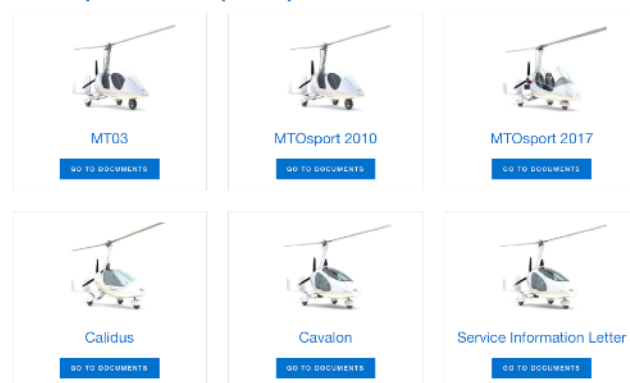 MT03
MTOsport 2010
MTOsport 2017
GO TO DOCUMENTS
GO TO DOCUMENTS
GO TO DOCUMENTS
Calidus
Cavalon
Service Information Letter
GO TO DOCUMENTS
GO TO DOCUMENTS
GO TO DOCUMENTS